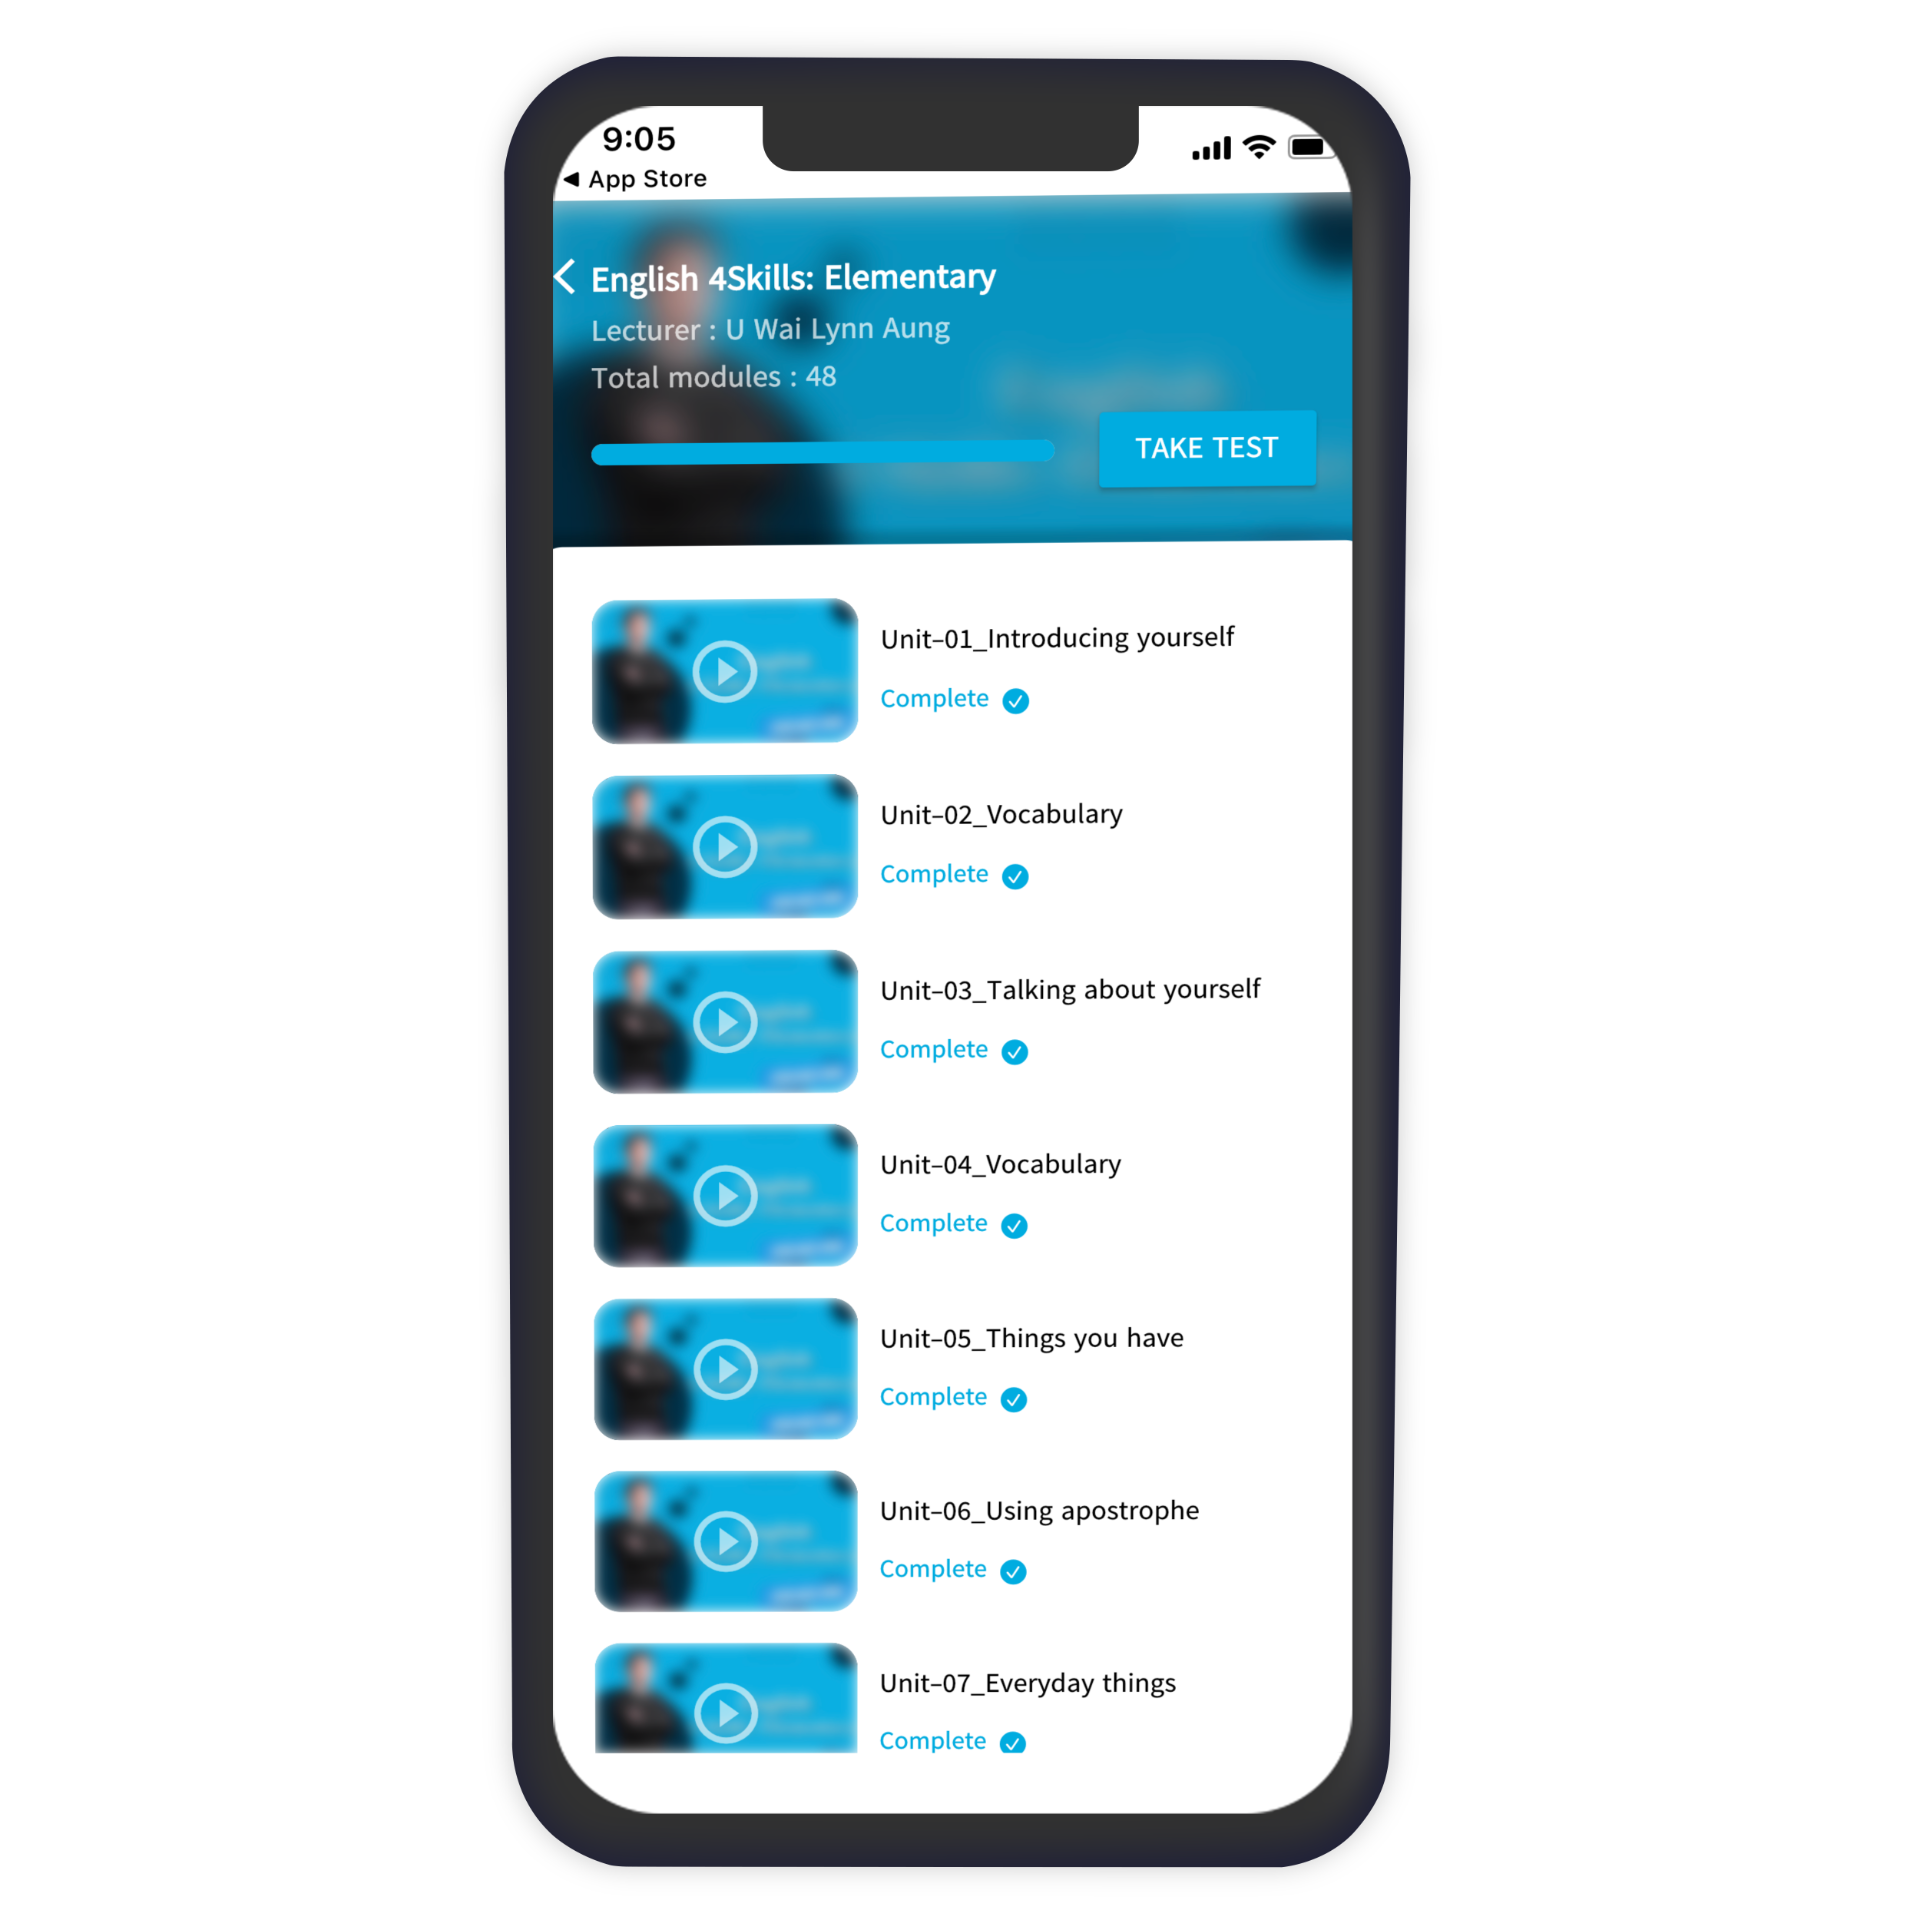 9:05
App Store
English 4Skills: Elementary
Lecturer : U Wai Lynn Aung
Total modules : 48
TAKE TEST
Unit-01_Introducing yourself
Complete
Unit-02_Vocabulary
Complete
Unit-03_Talking about yourself
Complete
Unit-04_Vocabulary
Complete
Unit-05_Things you have
Complete
Unit-06_Using apostrophe
Complete
Unit-07_Everyday things
Complete